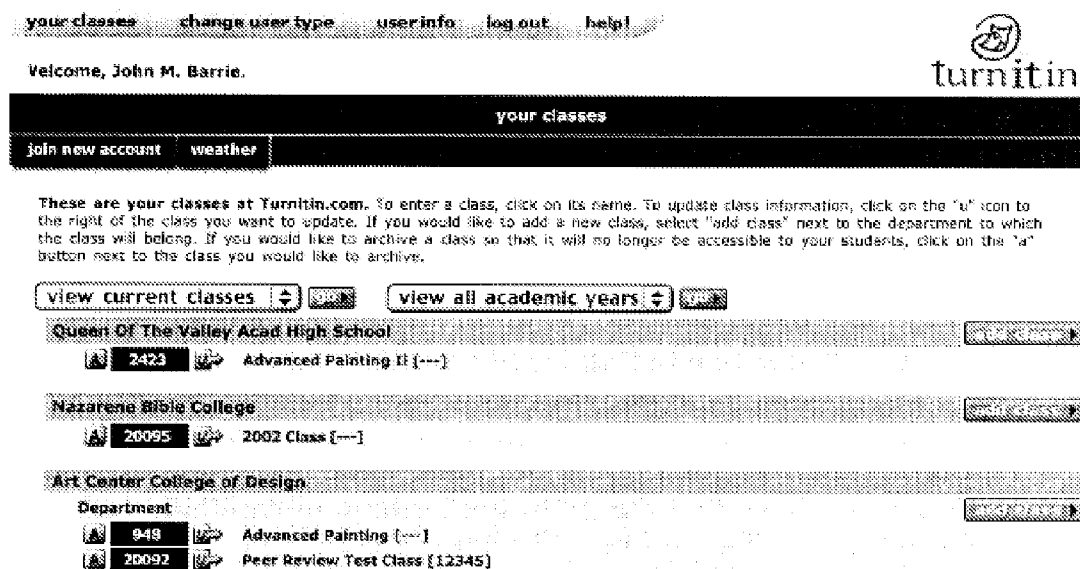 your classes change user type user info log out help!
turnitin
Welcome, John M. Barrie.
your classes
join new account weather
These are your classes at Turnitin.com. To enter a class, click on its name. To update class information, click on the "u" icon to
the right of the class you want to update. If you would like to add a new class, select "add class" next to the department to which
the class will belong. If you would like to archive a class so that it will no longer be accessible to your students, click on the "a"
button next to the class you would like to archive.
view current classes view all academic years
Queen Of The Valley Acad High School
A 2423 Advanced Painting II [---]
Nazarene Bible College
A 20095 2002 Class [---]
Art Center College of Design
Department
A 949 Advanced Painting [---]
A 20092 Peer Review Test Class [12345]